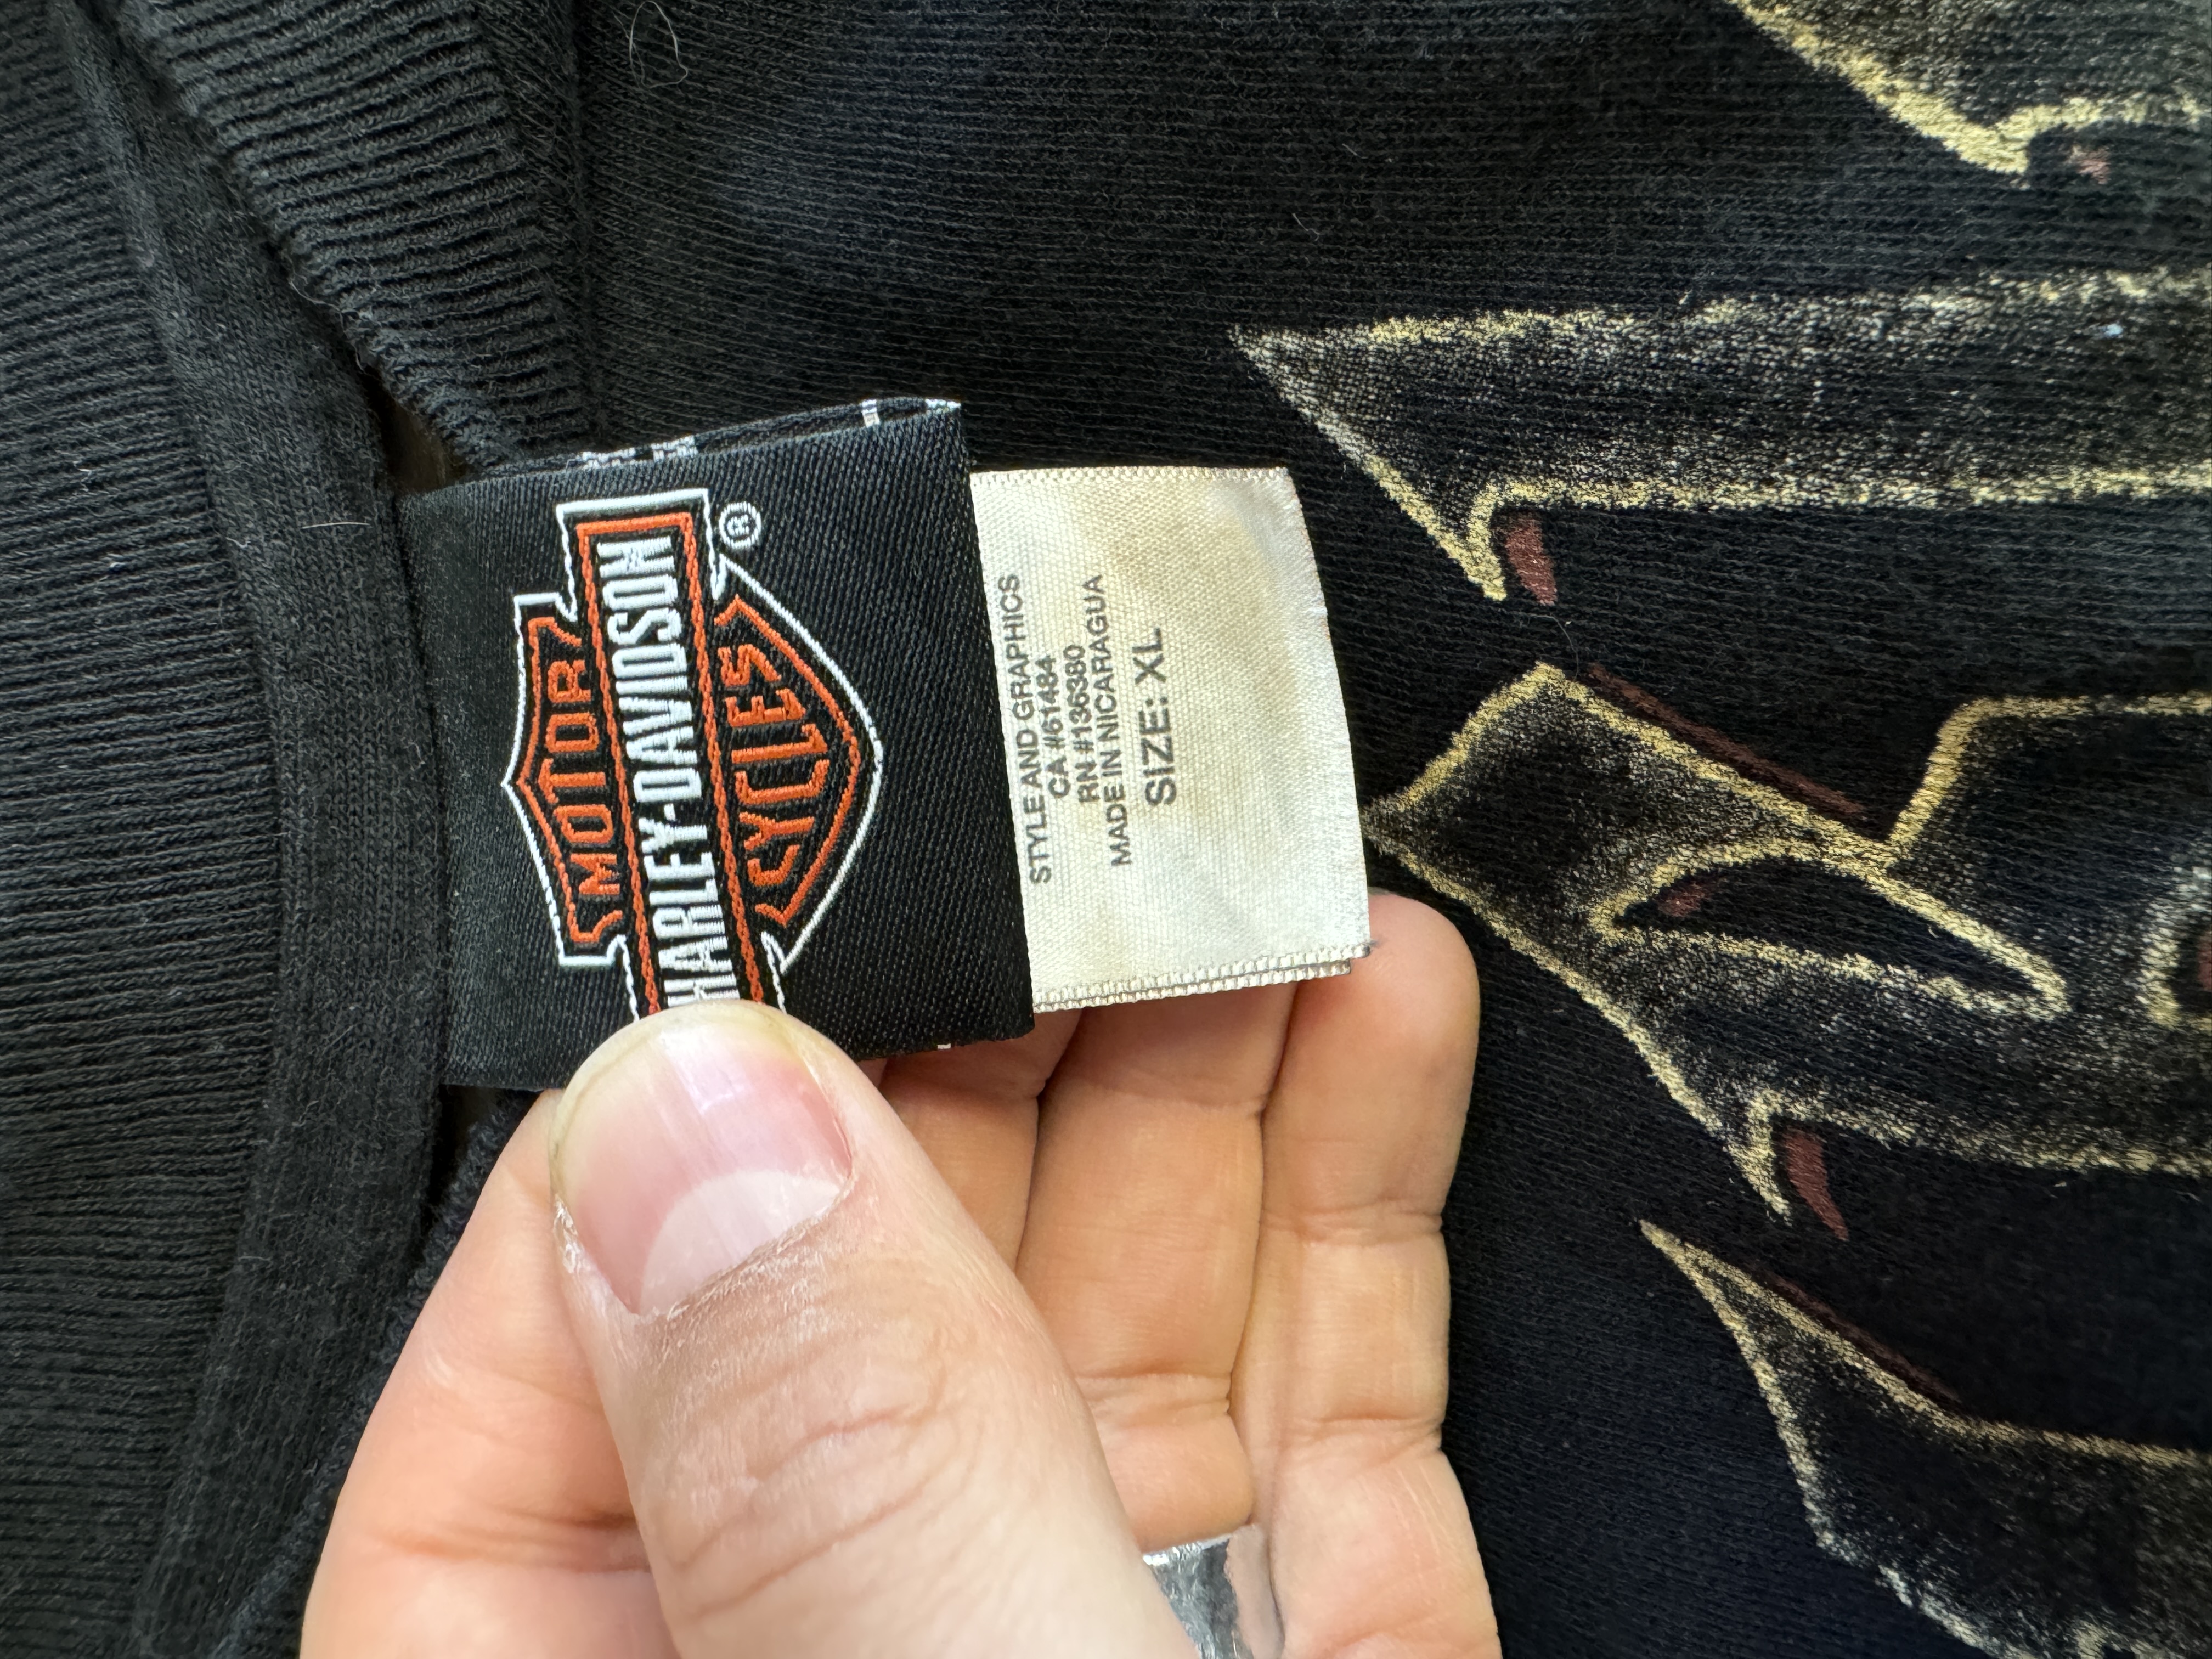 MOTOR
HARLEY-DAVIDSON
®
CYCLES
STYLE AND GRAPHICS
CA #61484
RN #136380
MADE IN NICARAGUA
SIZE: XL